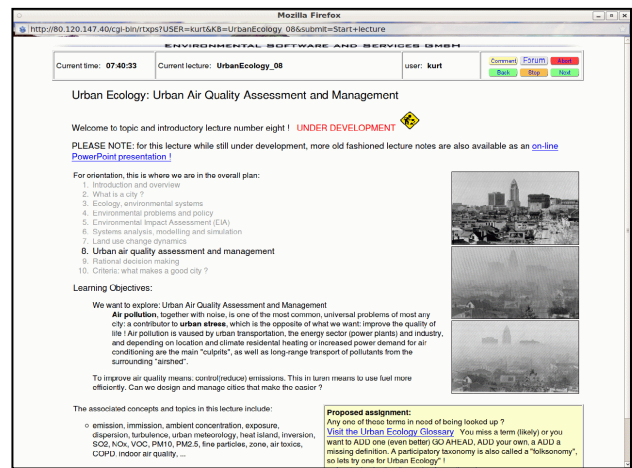 Mozilla Firefox
http://80.120.147.40/cgi-bin/rtxps?USER=kurt&KB=UrbanEcology_08&submit=Start+lecture
ENVIRONMENTAL SOFTWARE AND SERVICES GMBH
Current time: 07:40:33 Current lecture: UrbanEcology_08 user: kurt
Comment Forum Abort
Back Stop Next
Urban Ecology: Urban Air Quality Assessment and Management
Welcome to topic and introductory lecture number eight ! UNDER DEVELOPMENT
PLEASE NOTE: for this lecture while still under development, more old fashioned lecture notes are also available as an on-line
PowerPoint presentation !
For orientation, this is where we are in the overall plan:
1. Introduction and overview
2. What is a city ?
3. Ecology, environmental systems
4. Environmental problems and policy
5. Environmental Impact Assessment (EIA)
6. Systems analysis, modelling and simulation
7. Land use change dynamics
8. Urban air quality assessment and management
9. Rational decision making
10. Criteria: what makes a good city ?
Learning Objectives:
We want to explore: Urban Air Quality Assessment and Management
Air pollution, together with noise, is one of the most common, universal problems of most any
city: a contributor to urban stress, which is the opposite of what we want: improve the quality of
life ! Air pollution is vaused by urban transportation, the energy sector (power plants) and industry,
and depending on location and climate residental heating or increased power demand for air
conditioning are the main "culprits", as well as long-range transport of pollutants from the
surrounding "airshed".
To improve air quality means: control(reduce) emissions. This in turan means to use fuel more
efficiently. Can we design and manage cities that make the easier ?
The associated concepts and topics in this lecture include:
emission, immission, ambient concentration, exposure,
dispersion, turbulence, urban meteorology, heat island, inversion,
SO2, NOx, VOC, PM10, PM2.5, fine particles, zone, air toxics,
COPD, indoor air quality, ...
Proposed assignment:
Any one of these terms in need of being looked up ?
Visit the Urban Ecology Glossary You miss a term (likely) or you
want to ADD one (even better) GO AHEAD, ADD your own, a ADD a
missing definition. A participatory taxonomy is also called a "folksonomy",
so lets try one for Urban Ecology" !